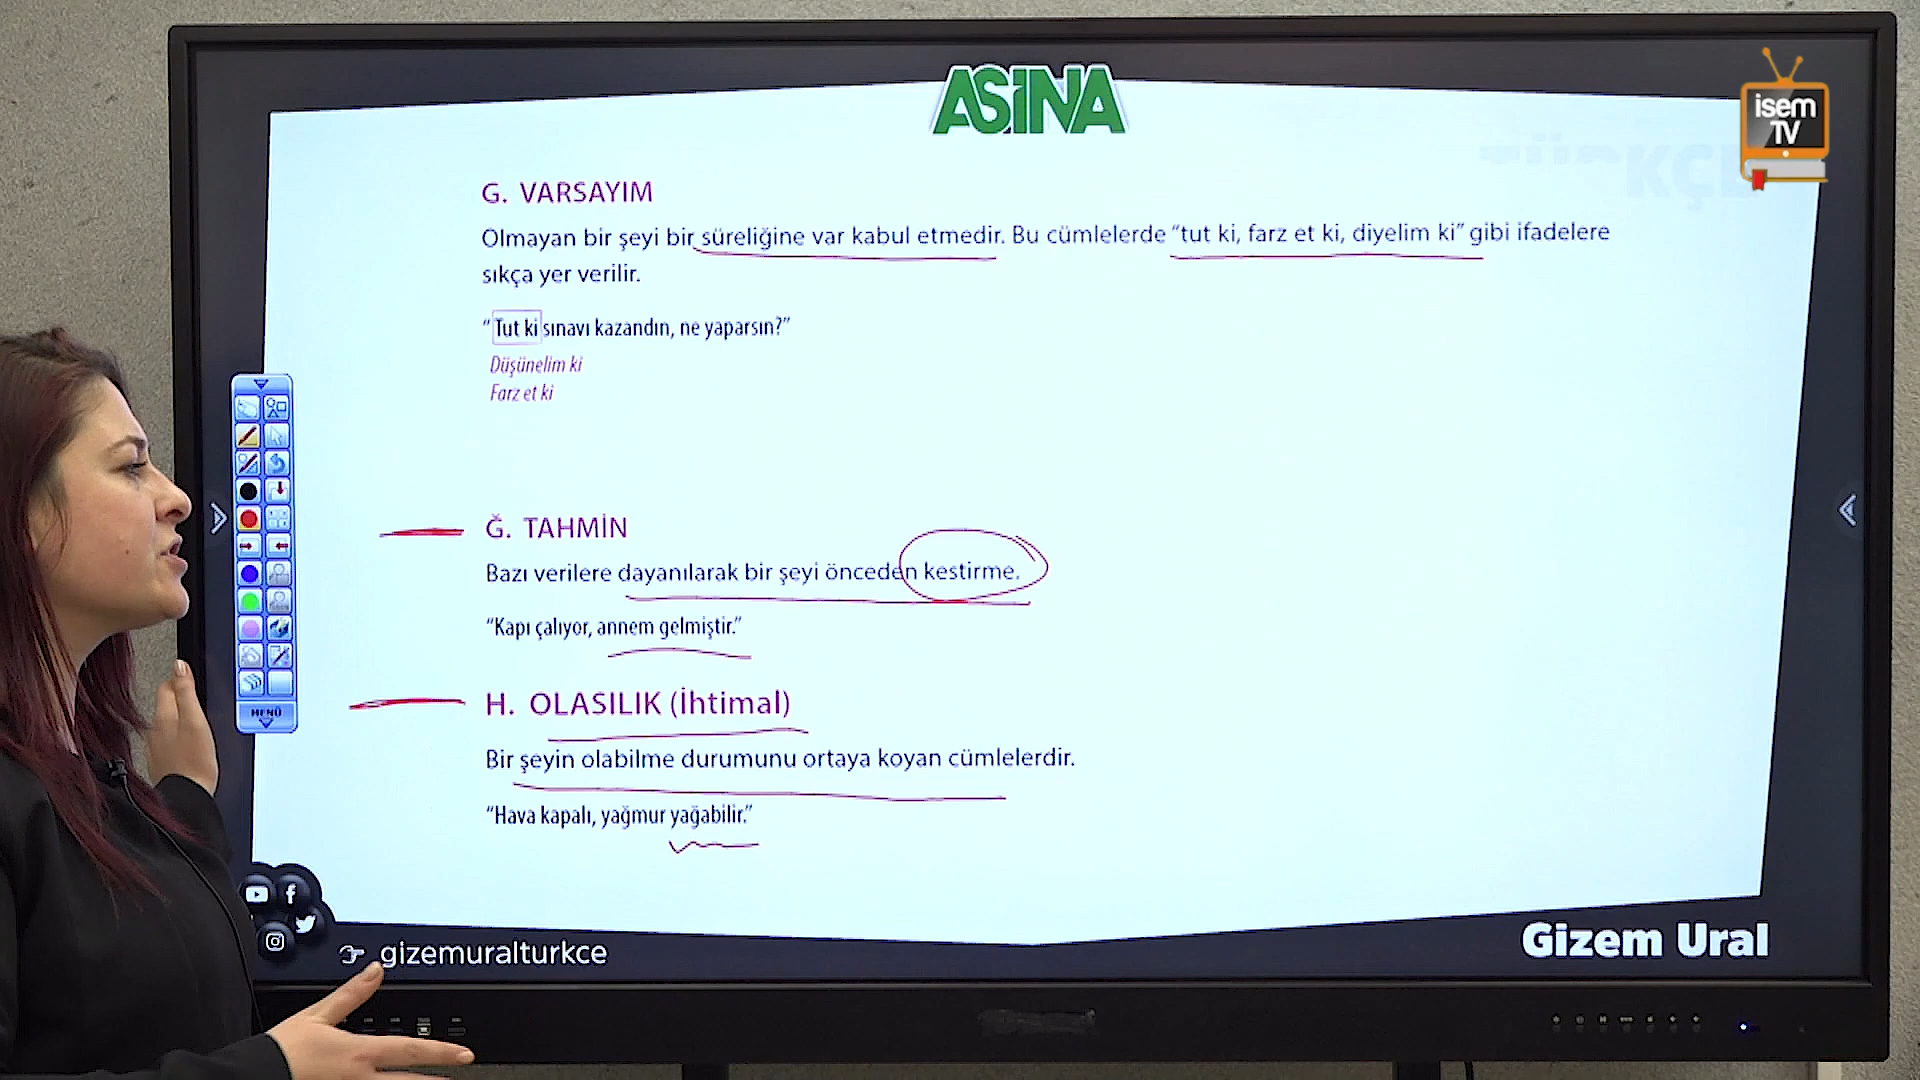 ASİNA
isem
TV
TÜRKÇE
G. VARSAYIM
Olmayan bir şeyi bir süreliğine var kabul etmedir. Bu cümlelerde “tut ki, farz et ki, diyelim ki” gibi ifadelere
sıkça yer verilir.
“Tut ki sınavı kazandın, ne yaparsın?”
Düşünelim ki
Farz et ki
Ğ. TAHMİN
Bazı verilere dayanılarak bir şeyi önceden kestirme.
“Kapı çalıyor, annem gelmiştir.”
H. OLASILIK (İhtimal)
Bir şeyin olabilme durumunu ortaya koyan cümlelerdir.
“Hava kapalı, yağmur yağabilir.”
MENÜ
gizemuralturkce
Gizem Ural